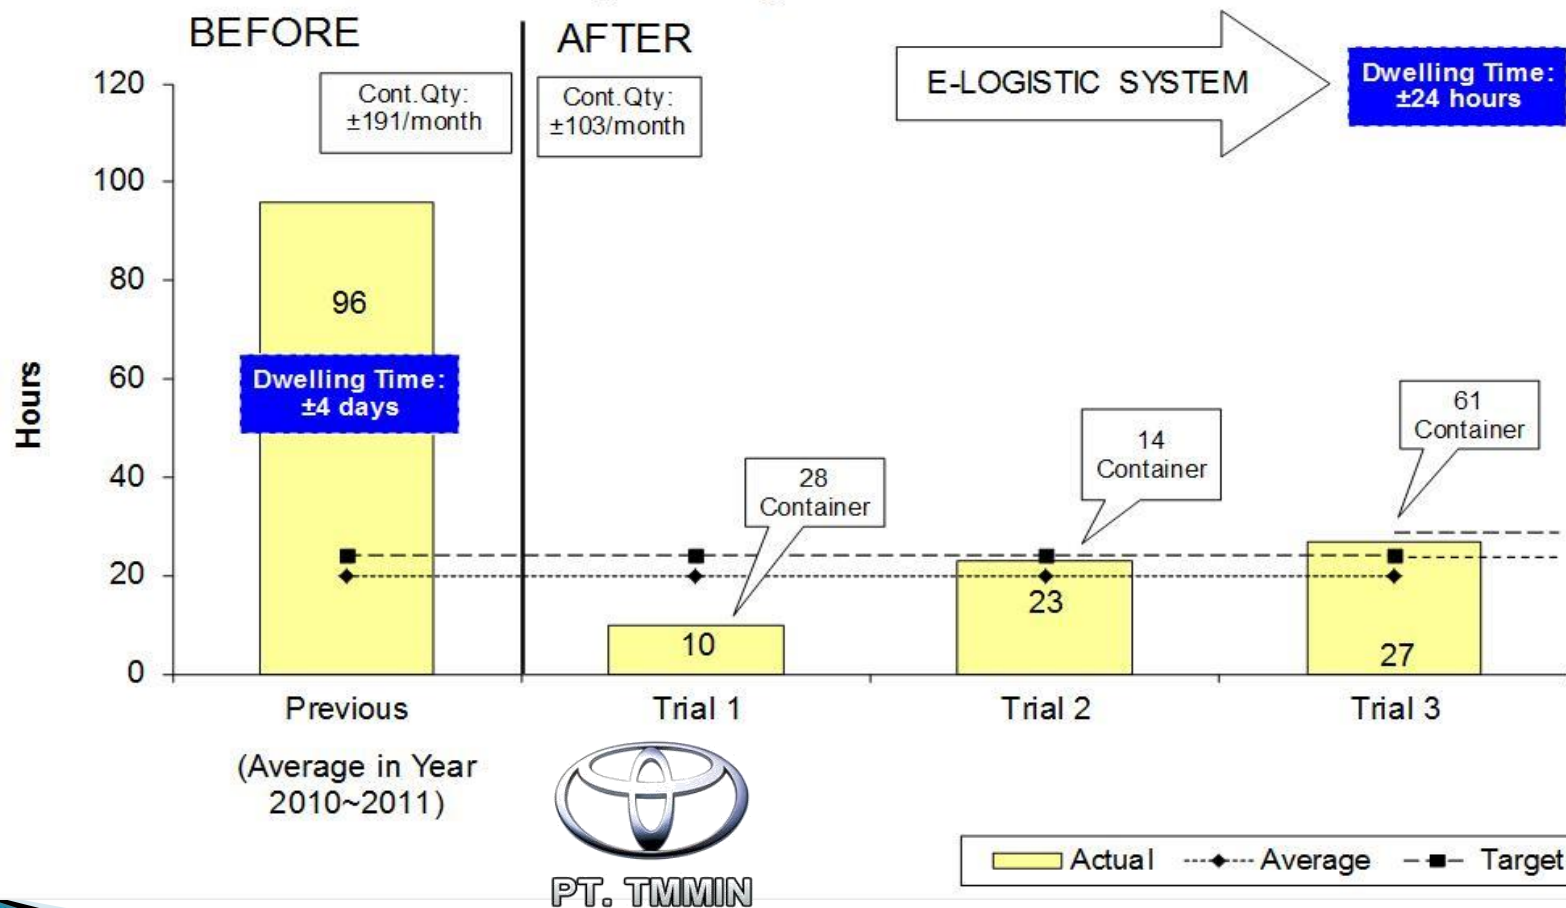 BEFORE
AFTER
Cont.Qty:
±191/month
Cont.Qty:
±103/month
E-LOGISTIC SYSTEM
Dwelling Time:
±24 hours
120
100
80
60
40
20
0
Hours
96
Dwelling Time:
±4 days
28
Container
14
Container
61
Container
10
23
27
Previous
Trial 1
Trial 2
Trial 3
(Average in Year
2010~2011)
PT. TMMIN
Actual
Average
Target